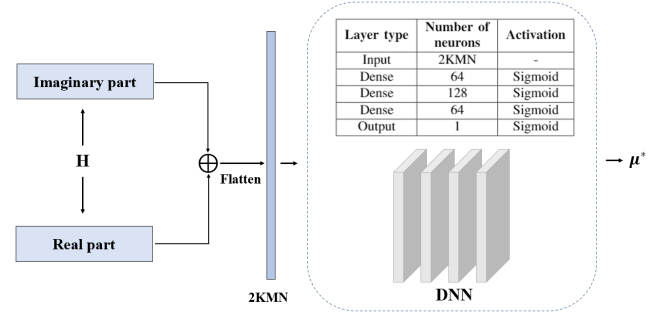 Layer type Number of neurons Activation
Input 2KMN -
Dense 64 Sigmoid
Dense 128 Sigmoid
Dense 64 Sigmoid
Output 1 Sigmoid
Imaginary part
H
Real part
Flatten
2KMN
DNN
μ*